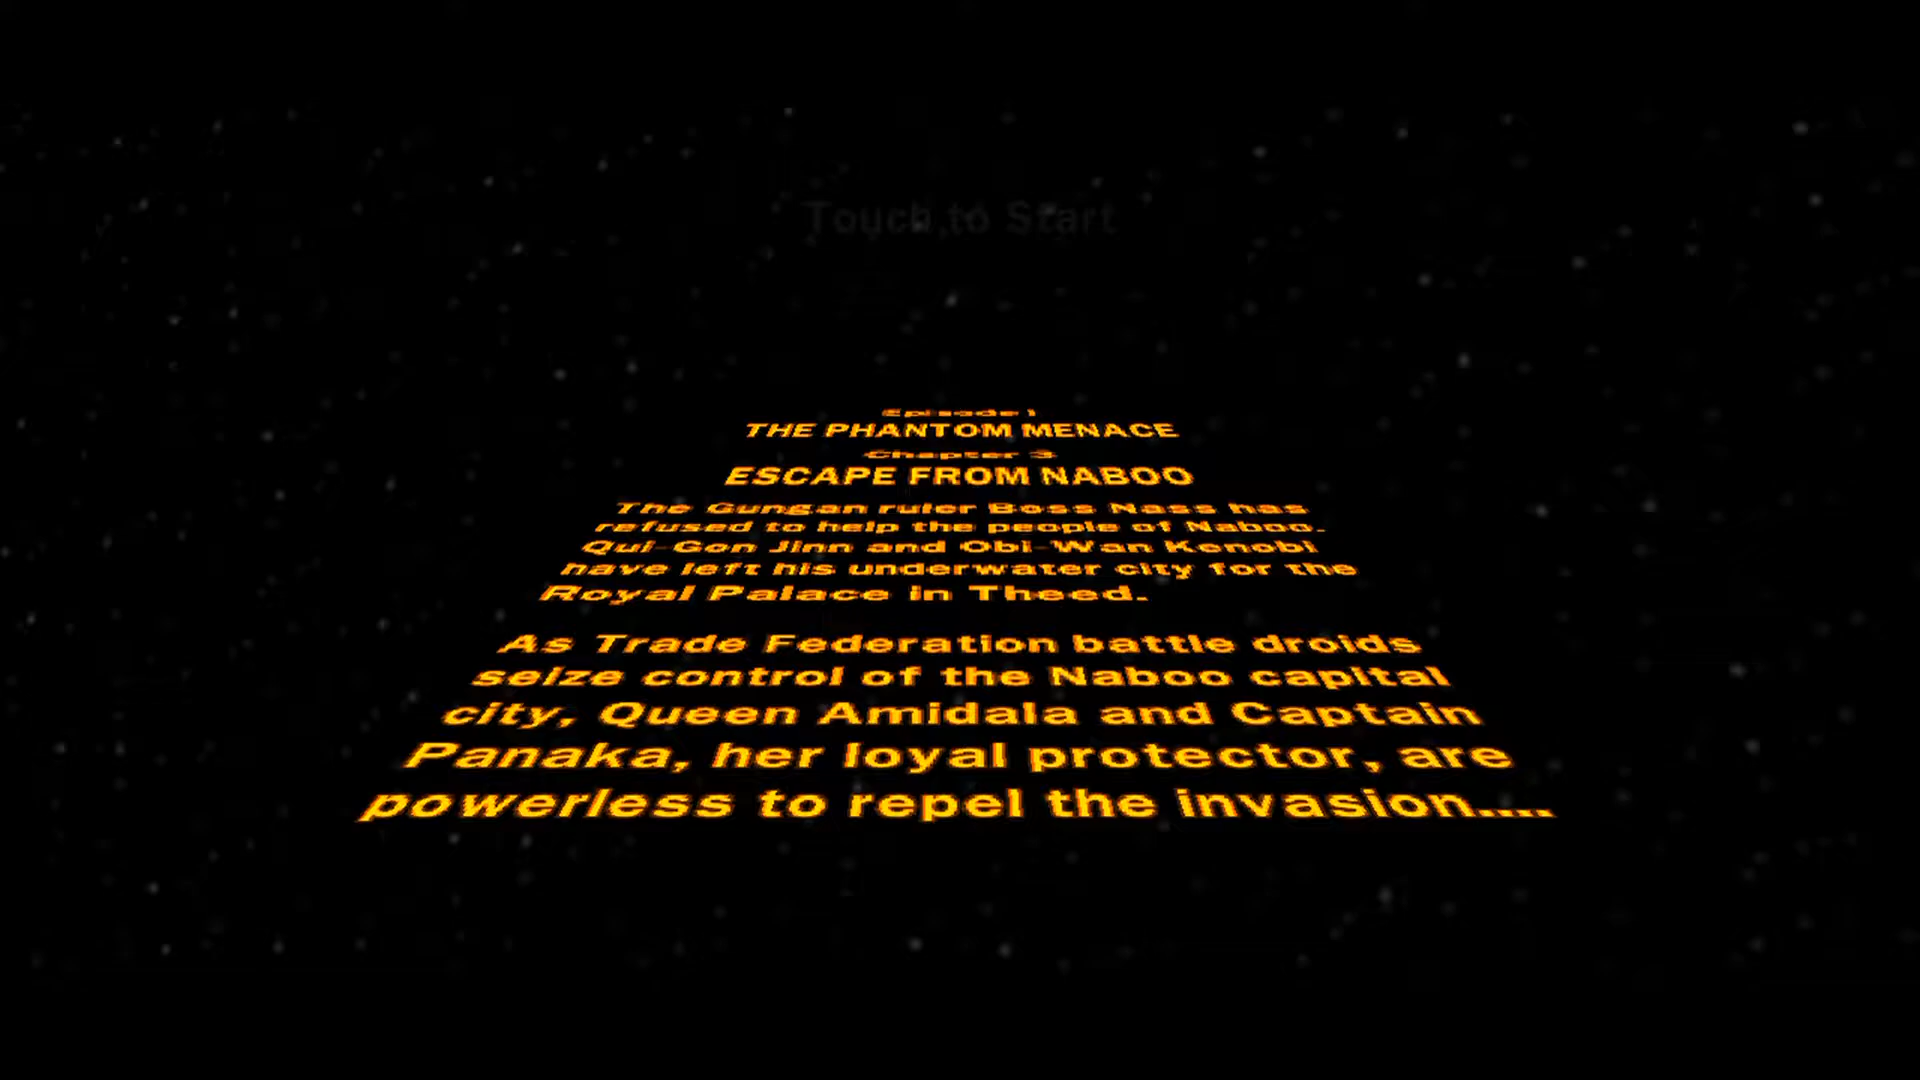 Touch to Start
Episode I
THE PHANTOM MENACE
Chapter 3
ESCAPE FROM NABOO
The Gungan ruler Boss Nass has
refused to help the people of Naboo.
Qui-Gon Jinn and Obi-Wan Kenobi
have left his underwater city for the
Royal Palace in Theed.
As Trade Federation battle droids
seize control of the Naboo capital
city, Queen Amidala and Captain
Panaka, her loyal protector, are
powerless to repel the invasion....